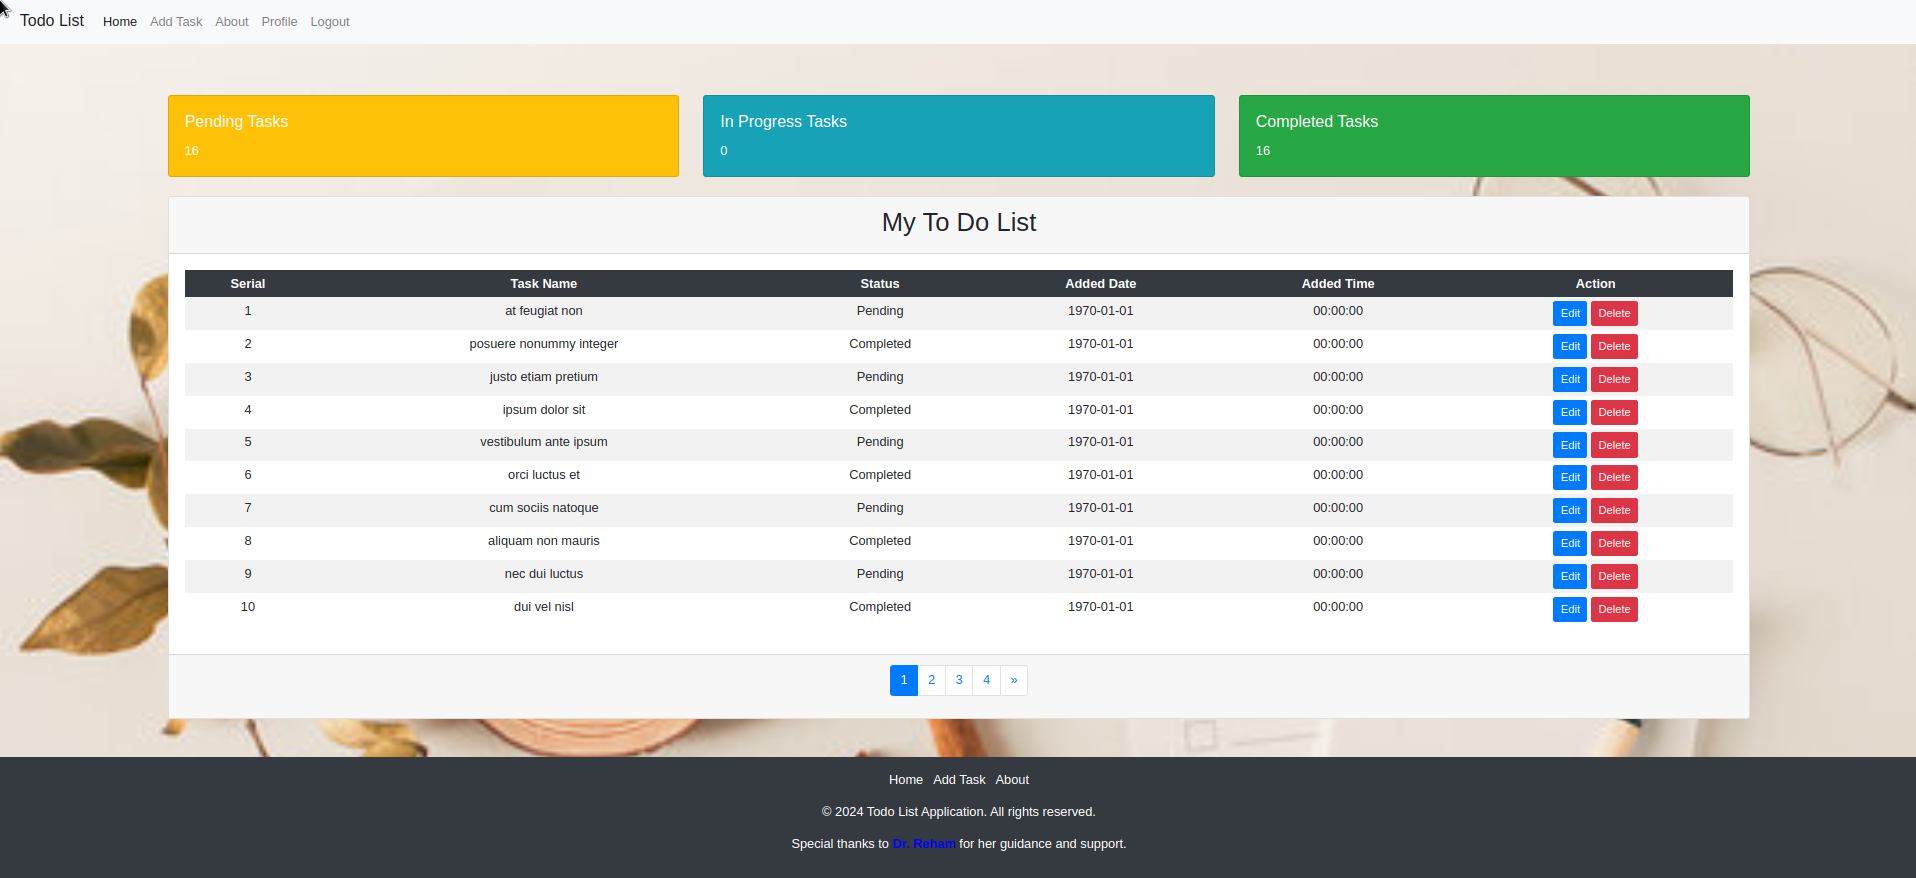 Todo List Home Add Task About Profile Logout
Pending Tasks In Progress Tasks Completed Tasks
16 0 16
My To Do List
Serial Task Name Status Added Date Added Time Action
1 at feugiat non Pending 1970-01-01 00:00:00 Edit Delete
2 posuere nonummy integer Completed 1970-01-01 00:00:00 Edit Delete
3 justo etiam pretium Pending 1970-01-01 00:00:00 Edit Delete
4 ipsum dolor sit Completed 1970-01-01 00:00:00 Edit Delete
5 vestibulum ante ipsum Pending 1970-01-01 00:00:00 Edit Delete
6 orci luctus et Completed 1970-01-01 00:00:00 Edit Delete
7 cum sociis natoque Pending 1970-01-01 00:00:00 Edit Delete
8 aliquam non mauris Completed 1970-01-01 00:00:00 Edit Delete
9 nec dui luctus Pending 1970-01-01 00:00:00 Edit Delete
10 dui vel nisl Completed 1970-01-01 00:00:00 Edit Delete
1 2 3 4 »
Home Add Task About
© 2024 Todo List Application. All rights reserved.
Special thanks to Dr. Reham for her guidance and support.